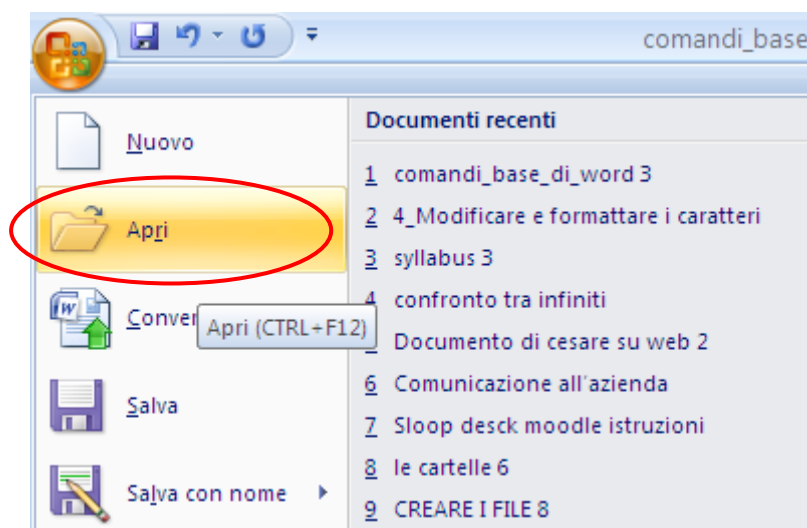 comandi_base
Nuovo
Apri
Apri (CTRL+F12)
Salva
Salva con nome
Documenti recenti
1 comandi_base_di_word 3
2 4_Modificare e formattare i caratteri
3 syllabus 3
4 confronto tra infiniti
Documento di cesare su web 2
6 Comunicazione all'azienda
7 Sloop desck moodle istruzioni
8 le cartelle 6
9 CREARE I FILE 8